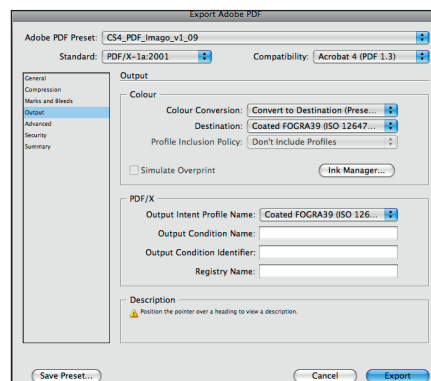 Export Adobe PDF
Adobe PDF Preset: CS4_PDF_Imago_v1_09
Standard: PDF/X-1a:2001 Compatibility: Acrobat 4 (PDF 1.3)
General
Compression
Marks and Bleeds
Output
Advanced
Security
Summary
Output
Colour
Colour Conversion: Convert to Destination (Prese...
Destination: Coated FOGRA39 (ISO 12647...
Profile Inclusion Policy: Don't Include Profiles
Simulate Overprint Ink Manager...
PDF/X
Output Intent Profile Name: Coated FOGRA39 (ISO 126...
Output Condition Name:
Output Condition Identifier:
Registry Name:
Description
Position the pointer over a heading to view a description.
Save Preset... Cancel Export